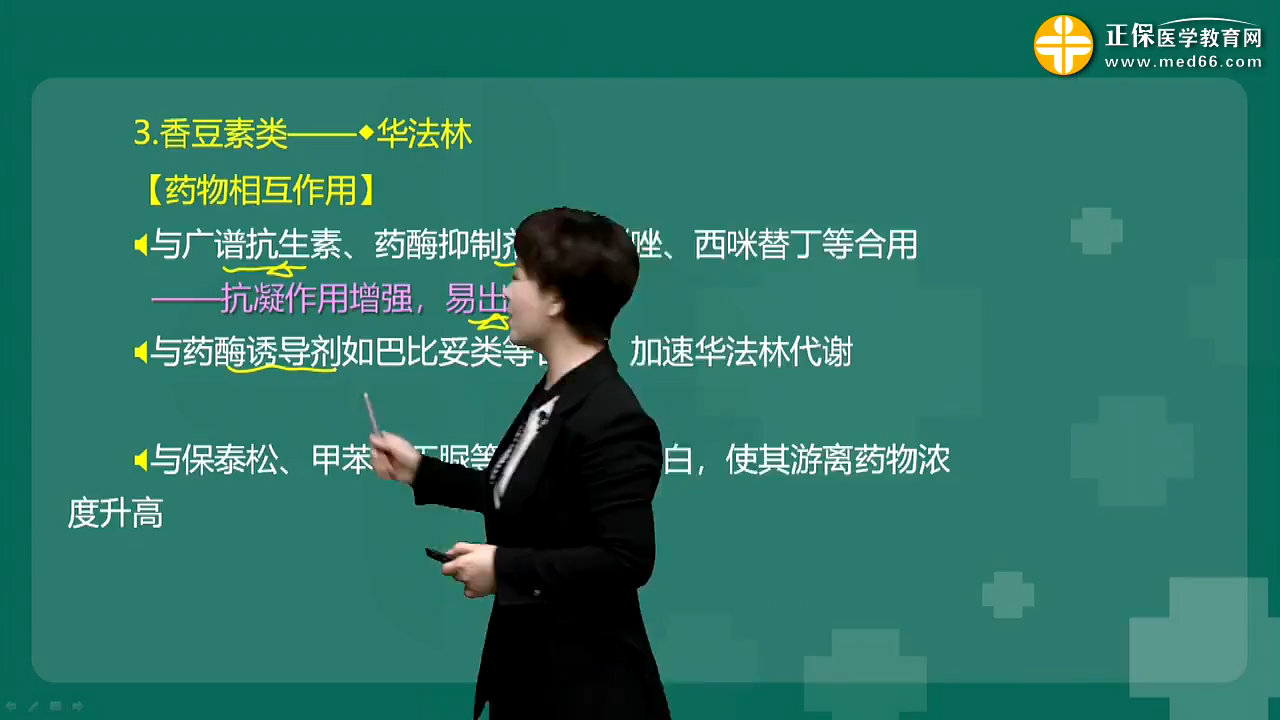 正保医学教育网
www.med66.com
3.香豆素类——◆华法林
【药物相互作用】
与广谱抗生素、药酶抑制 唑、西咪替丁等合用
——抗凝作用增强，易出
与药酶诱导剂如巴比妥类等 加速华法林代谢
与保泰松、甲苯 脲等 白，使其游离药物浓
度升高